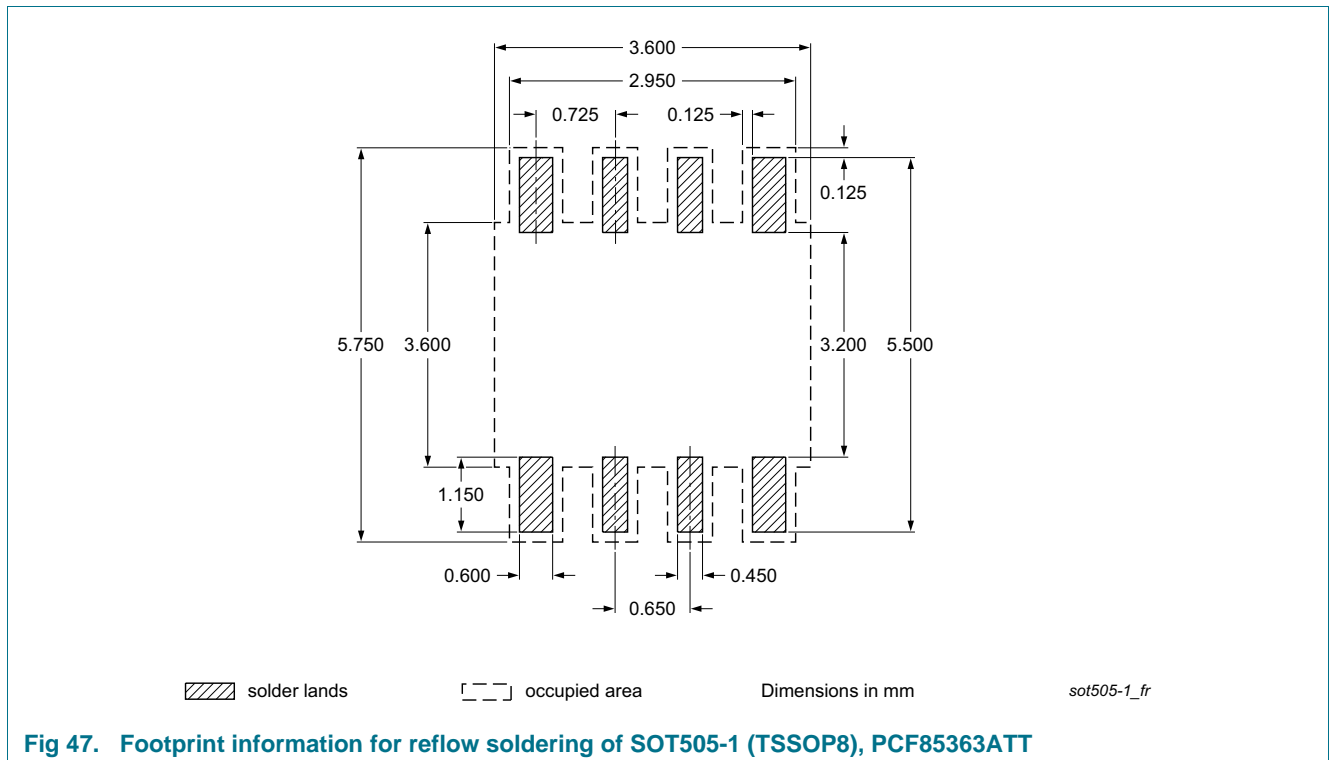 3.600
2.950
0.725 0.125
0.125
5.750 3.600 3.200 5.500
1.150
0.600 0.450
0.650
solder lands occupied area Dimensions in mm sot505-1_fr
Fig 47. Footprint information for reflow soldering of SOT505-1 (TSSOP8), PCF85363ATT